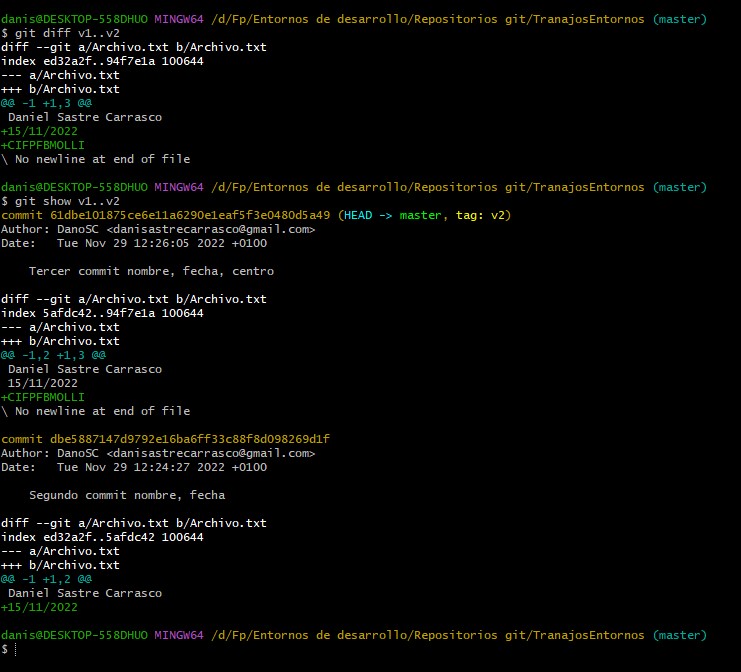 danis@DESKTOP-558DHUO MINGW64 /d/Fp/Entornos de desarrollo/Repositorios git/TranajosEntornos (master)
$ git diff v1..v2
diff --git a/Archivo.txt b/Archivo.txt
index ed32a2f..94f7e1a 100644
--- a/Archivo.txt
+++ b/Archivo.txt
@@ -1 +1,3 @@
 Daniel Sastre Carrasco
+15/11/2022
+CIFPFBMOLLI
\ No newline at end of file

danis@DESKTOP-558DHUO MINGW64 /d/Fp/Entornos de desarrollo/Repositorios git/TranajosEntornos (master)
$ git show v1..v2
commit 61dbe101875ce6e11a6290e1eaf5f3e0480d5a49 (HEAD -> master, tag: v2)
Author: DanoSC <danisastrecarrasco@gmail.com>
Date:   Tue Nov 29 12:26:05 2022 +0100

    Tercer commit nombre, fecha, centro

diff --git a/Archivo.txt b/Archivo.txt
index 5afdc42..94f7e1a 100644
--- a/Archivo.txt
+++ b/Archivo.txt
@@ -1,2 +1,3 @@
 Daniel Sastre Carrasco
 15/11/2022
+CIFPFBMOLLI
\ No newline at end of file

commit dbe5887147d9792e16ba6ff33c88f8d098269d1f
Author: DanoSC <danisastrecarrasco@gmail.com>
Date:   Tue Nov 29 12:24:27 2022 +0100

    Segundo commit nombre, fecha

diff --git a/Archivo.txt b/Archivo.txt
index ed32a2f..5afdc42 100644
--- a/Archivo.txt
+++ b/Archivo.txt
@@ -1 +1,2 @@
 Daniel Sastre Carrasco
+15/11/2022

danis@DESKTOP-558DHUO MINGW64 /d/Fp/Entornos de desarrollo/Repositorios git/TranajosEntornos (master)
$